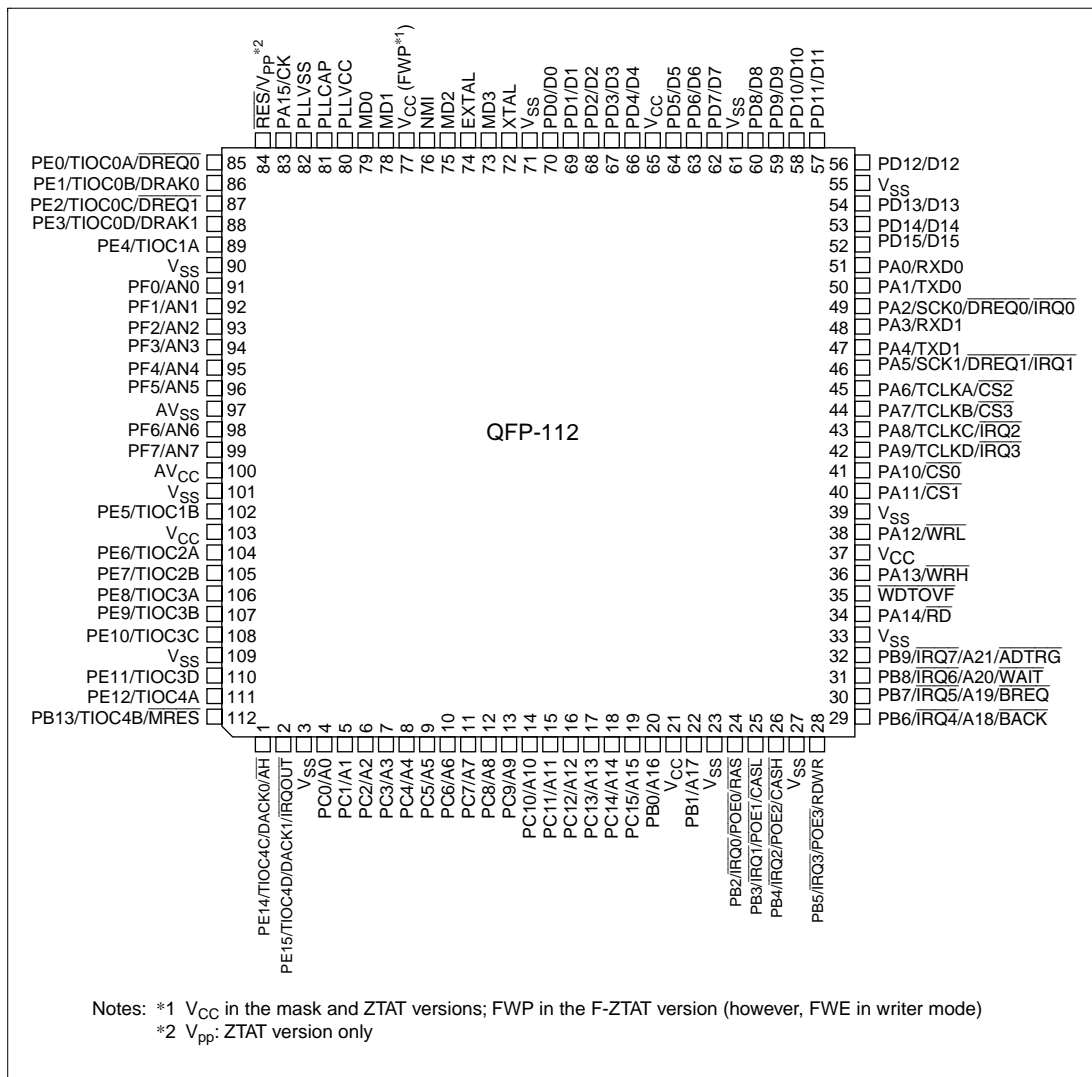 RES/VPP*2
PA15/CK
PLLVSS
PLLCAP
PLLVCC
MD0
MD1
VCC (FWP*1)
NMI
MD2
EXTAL
MD3
XTAL
VSS
PD0/D0
PD1/D1
PD2/D2
PD3/D3
PD4/D4
VCC
PD5/D5
PD6/D6
PD7/D7
VSS
PD8/D8
PD9/D9
PD10/D10
PD11/D11
84 83 82 81 80 79 78 77 76 75 74 73 72 71 70 69 68 67 66 65 64 63 62 61 60 59 58 57
PE0/TIOC0A/DREQ0 85
PE1/TIOC0B/DRAK0 86
PE2/TIOC0C/DREQ1 87
PE3/TIOC0D/DRAK1 88
PE4/TIOC1A 89
VSS 90
PF0/AN0 91
PF1/AN1 92
PF2/AN2 93
PF3/AN3 94
PF4/AN4 95
PF5/AN5 96
AVSS 97
PF6/AN6 98
PF7/AN7 99
AVCC 100
VSS 101
PE5/TIOC1B 102
VCC 103
PE6/TIOC2A 104
PE7/TIOC2B 105
PE8/TIOC3A 106
PE9/TIOC3B 107
PE10/TIOC3C 108
VSS 109
PE11/TIOC3D 110
PE12/TIOC4A 111
PB13/TIOC4B/MRES 112
QFP-112
56 PD12/D12
55 VSS
54 PD13/D13
53 PD14/D14
52 PD15/D15
51 PA0/RXD0
50 PA1/TXD0
49 PA2/SCK0/DREQ0/IRQ0
48 PA3/RXD1
47 PA4/TXD1
46 PA5/SCK1/DREQ1/IRQ1
45 PA6/TCLKA/CS2
44 PA7/TCLKB/CS3
43 PA8/TCLKC/IRQ2
42 PA9/TCLKD/IRQ3
41 PA10/CS0
40 PA11/CS1
39 VSS
38 PA12/WRL
37 VCC
36 PA13/WRH
35 WDTOVF
34 PA14/RD
33 VSS
32 PB9/IRQ7/A21/ADTRG
31 PB8/IRQ6/A20/WAIT
30 PB7/IRQ5/A19/BREQ
29 PB6/IRQ4/A18/BACK
1 2 3 4 5 6 7 8 9 10 11 12 13 14 15 16 17 18 19 20 21 22 23 24 25 26 27 28
PE14/TIOC4C/DACK0/AH
PE15/TIOC4D/DACK1/IRQOUT
VSS
PC0/A0
PC1/A1
PC2/A2
PC3/A3
PC4/A4
PC5/A5
PC6/A6
PC7/A7
PC8/A8
PC9/A9
PC10/A10
PC11/A11
PC12/A12
PC13/A13
PC14/A14
PC15/A15
PB0/A16
VCC
PB1/A17
VSS
PB2/IRQ0/POE0/RAS
PB3/IRQ1/POE1/CASL
PB4/IRQ2/POE2/CASH
VSS
PB5/IRQ3/POE3/RDWR
Notes: *1 VCC in the mask and ZTAT versions; FWP in the F-ZTAT version (however, FWE in writer mode)
*2 Vpp: ZTAT version only